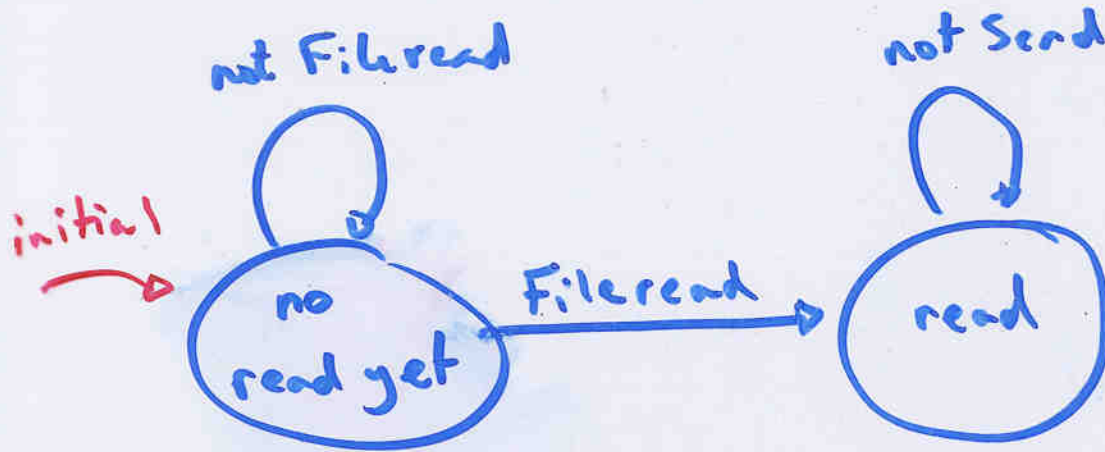 not Fileread
not Send
initial
Fileread
no
read yet
read